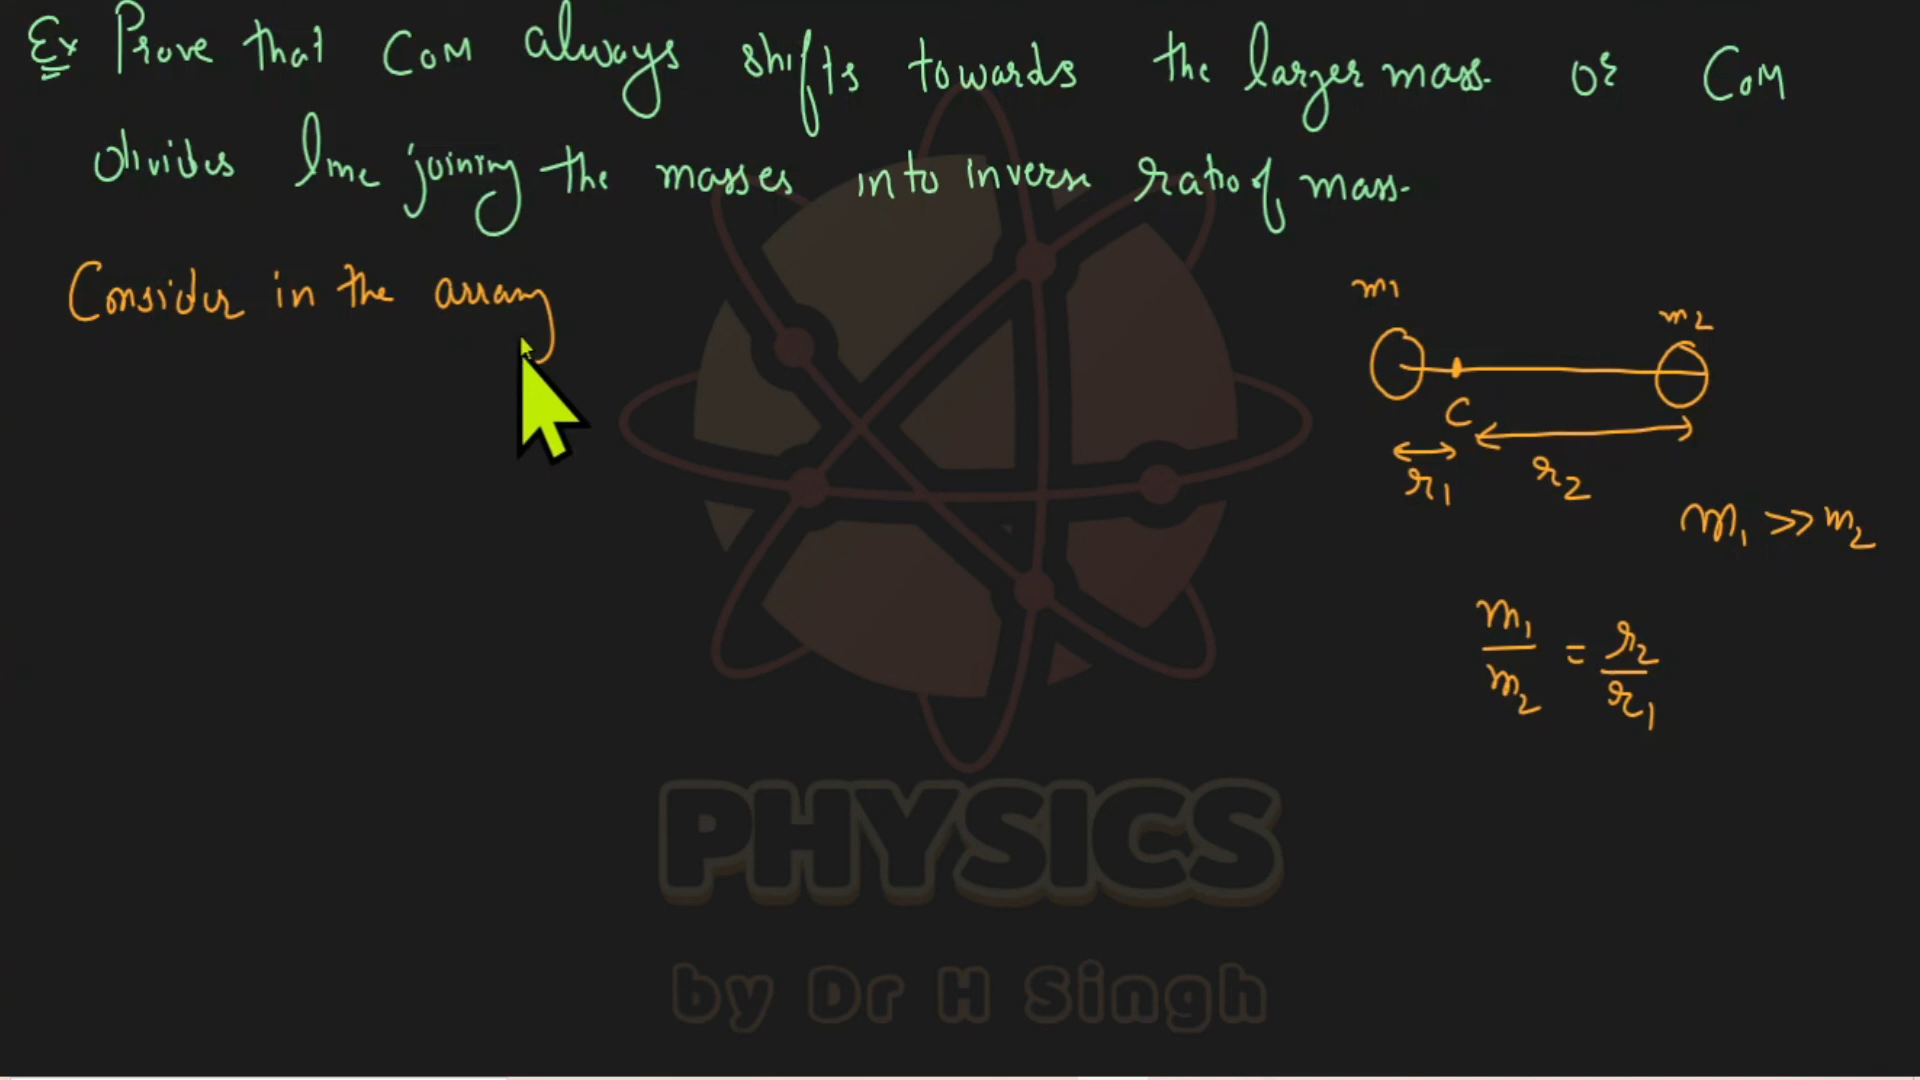 Ex Prove that CoM always shifts towards the larger mass. or CoM
divides line joining the masses into inverse ratio of mass.
Consider in the array
m1
m2
C
r1
r2
m1 >> m2
m1/m2 = r2/r1
PHYSICS
by Dr H Singh